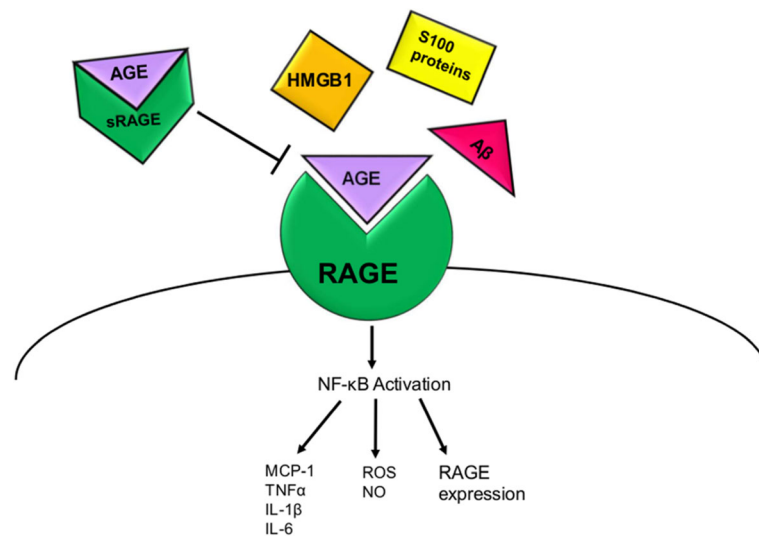 AGE
sRAGE
HMGB1
S100
proteins
Aβ
AGE
RAGE
NF-κB Activation
MCP-1
TNFα
IL-1β
IL-6
ROS
NO
RAGE
expression